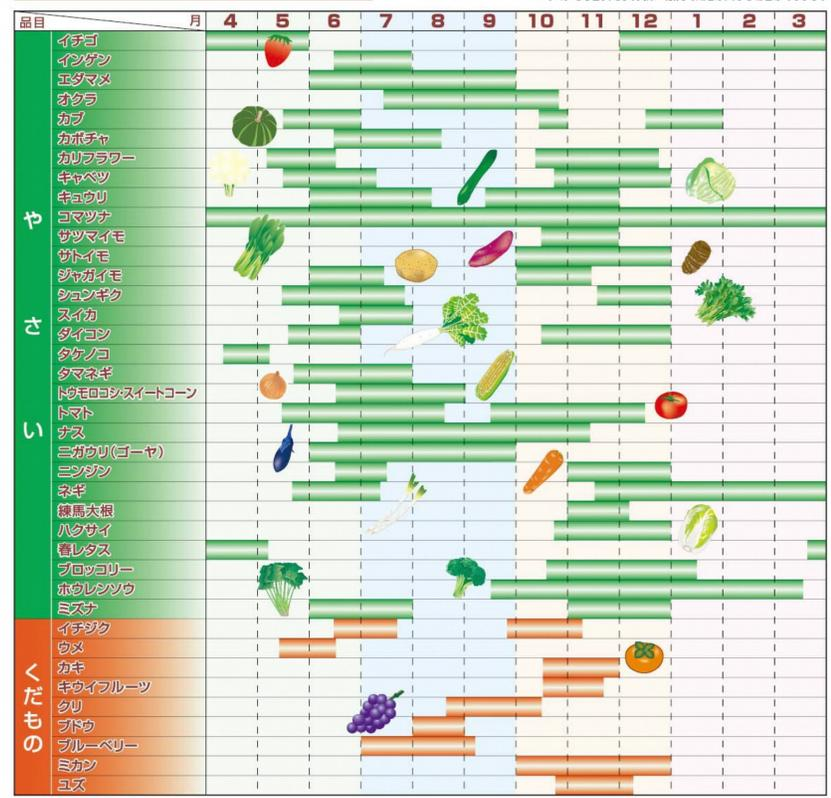 品目 月 4 5 6 7 8 9 10 11 12 1 2 3
やさい
イチゴ
インゲン
エダマメ
オクラ
カブ
カボチャ
カリフラワー
キャベツ
キュウリ
コマツナ
サツマイモ
サトイモ
ジャガイモ
シュンギク
スイカ
ダイコン
タケノコ
タマネギ
トウモロコシ・スイートコーン
トマト
ナス
ニガウリ(ゴーヤ)
ニンジン
ネギ
練馬大根
ハクサイ
春レタス
ブロッコリー
ホウレンソウ
ミズナ
くだもの
イチジク
ウメ
カキ
キウイフルーツ
クリ
ブドウ
ブルーベリー
ミカン
ユズ